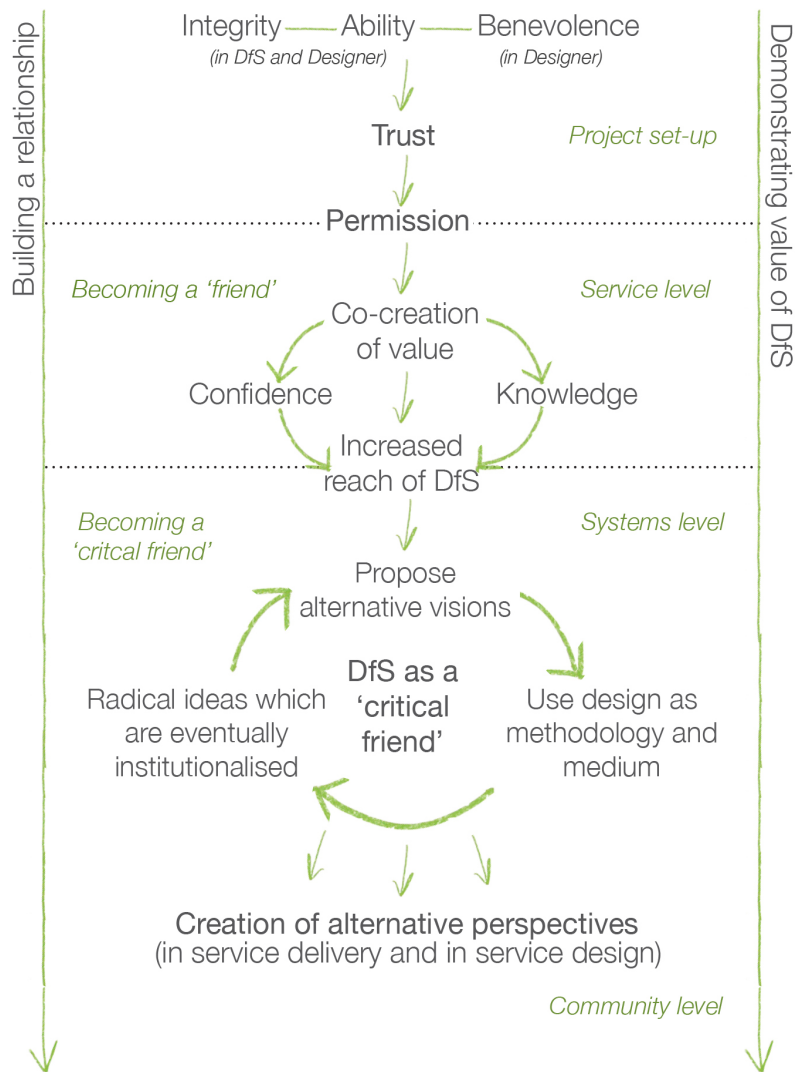 Building a relationship
Demonstrating value of DfS
Integrity Ability Benevolence
(in DfS and Designer) (in Designer)
Trust
Project set-up
Permission
Becoming a ‘friend’
Service level
Co-creation
of value
Confidence
Knowledge
Increased
reach of DfS
Becoming a
‘critcal friend’
Systems level
Propose
alternative visions
DfS as a
‘critical
friend’
Radical ideas which
are eventually
institutionalised
Use design as
methodology and
medium
Creation of alternative perspectives
(in service delivery and in service design)
Community level